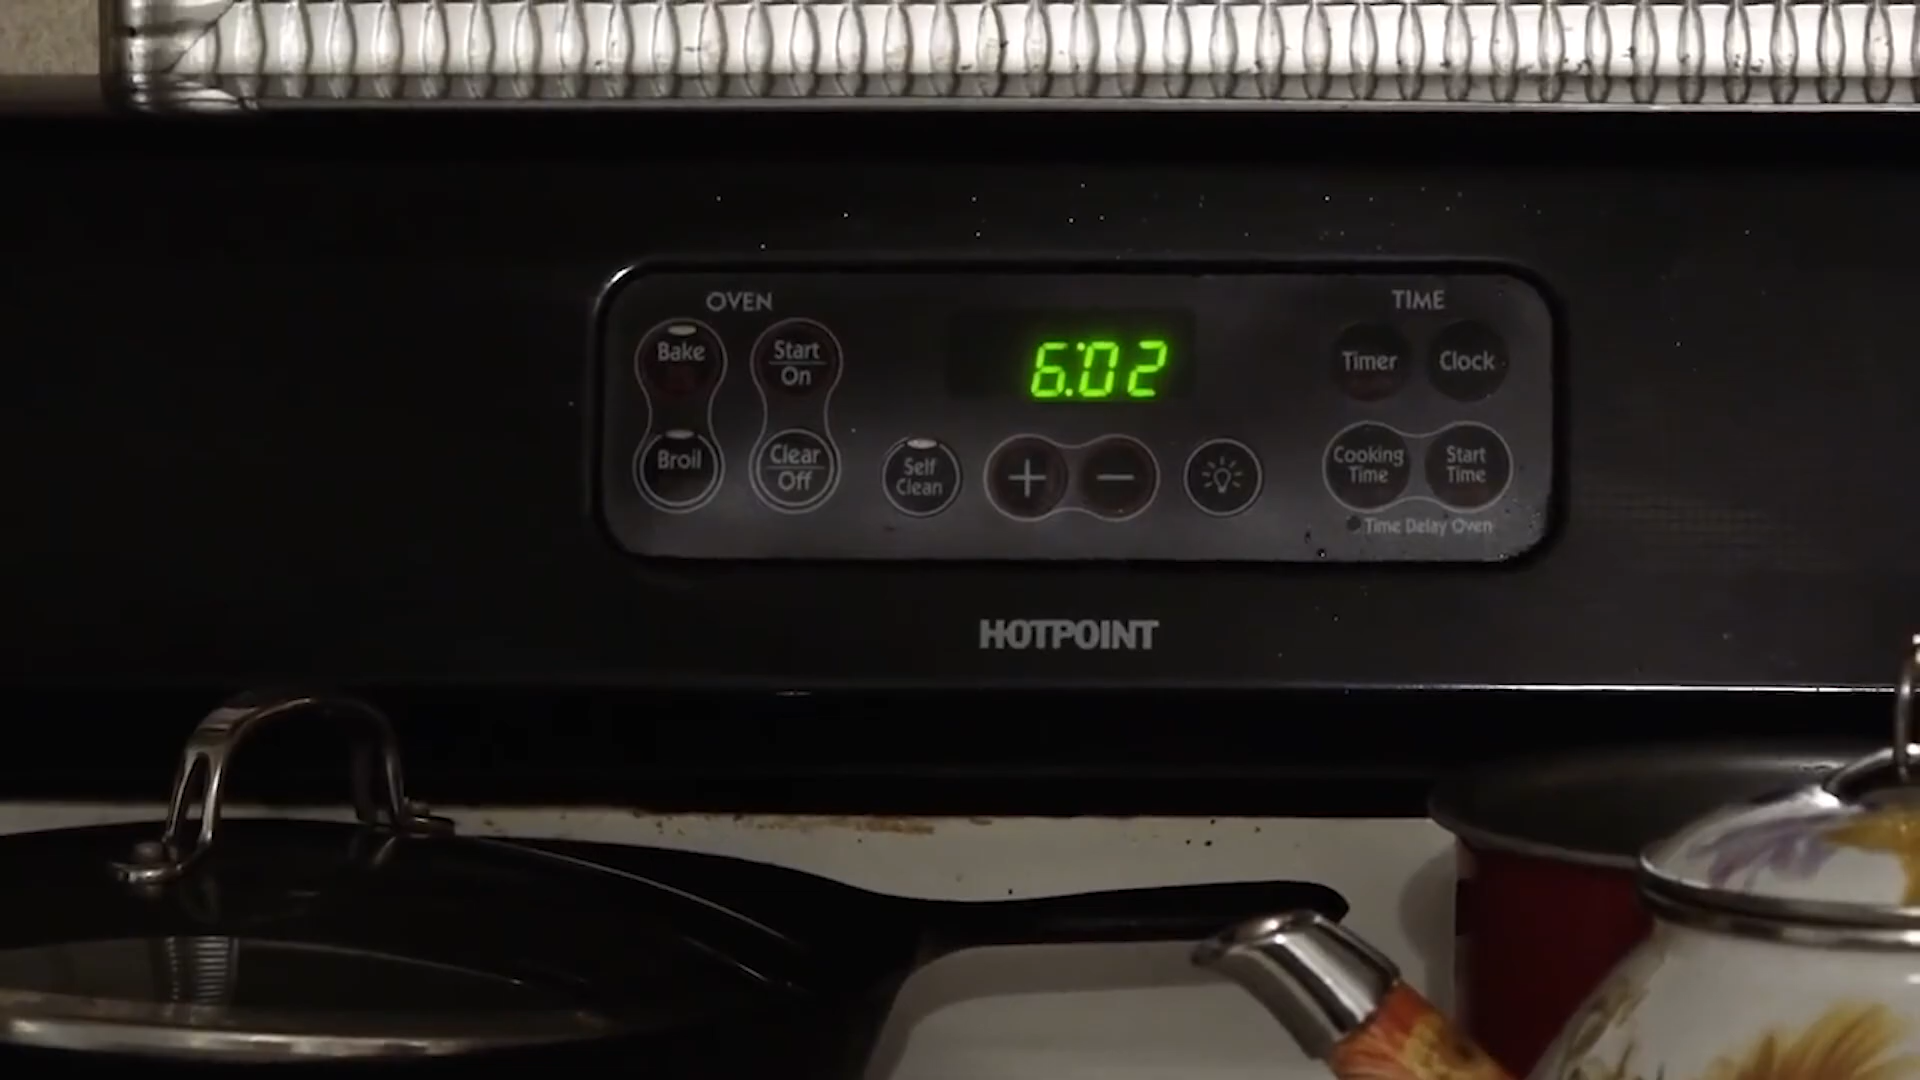 OVEN
TIME
Bake
Start
On
6:02
Timer
Clock
Broil
Clear
Off
Self
Clean
+
−
Cooking
Time
Start
Time
Time Delay Oven
HOTPOINT